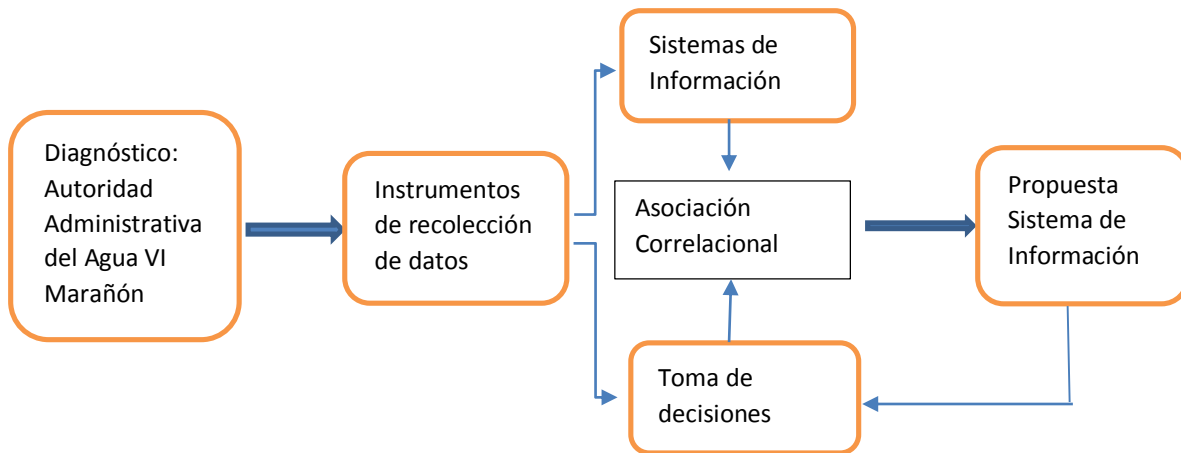 Diagnóstico:
Autoridad
Administrativa
del Agua VI
Marañón
Instrumentos
de recolección
de datos
Sistemas de
Información
Asociación
Correlacional
Toma de
decisiones
Propuesta
Sistema de
Información